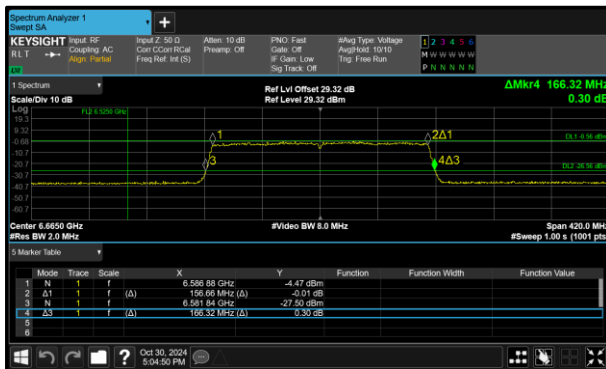 Spectrum Analyzer 1
Swept SA
KEYSIGHT Input: RF Input Z: 50 Ω Atten: 10 dB PNO: Fast #Avg Type: Voltage 1 2 3 4 5 6
RLT Coupling: AC Corr CCorr RCal Preamp: Off Gate: Off Avg|Hold: 10/10 M W W W W W
Align: Partial Freq Ref: Int (S) IF Gain: Low Trig: Free Run P N N N N N
Sig Track: Off
1 Spectrum Ref Lvl Offset 29.32 dB ΔMkr4 166.32 MHz
Scale/Div 10 dB Ref Level 29.32 dBm 0.30 dB
Log
19.3 FL2 6.5250 GHz
9.32 1 2Δ1
-0.68 DL1 -0.56 dBm
-10.7
-20.7 3 4Δ3 DL2 -26.56 dBm
-30.7
-40.7
-50.7
-60.7
Center 6.6650 GHz #Video BW 8.0 MHz Span 420.0 MHz
#Res BW 2.0 MHz #Sweep 1.00 s (1001 pts)
5 Marker Table
Mode Trace Scale X Y Function Function Width Function Value
1 N 1 f 6.586 88 GHz -4.47 dBm
2 Δ1 1 f (Δ) 156.66 MHz (Δ) -0.01 dB
3 N 1 f 6.581 84 GHz -27.50 dBm
4 Δ3 1 f (Δ) 166.32 MHz (Δ) 0.30 dB
5
6
? Oct 30, 2024
5:04:50 PM